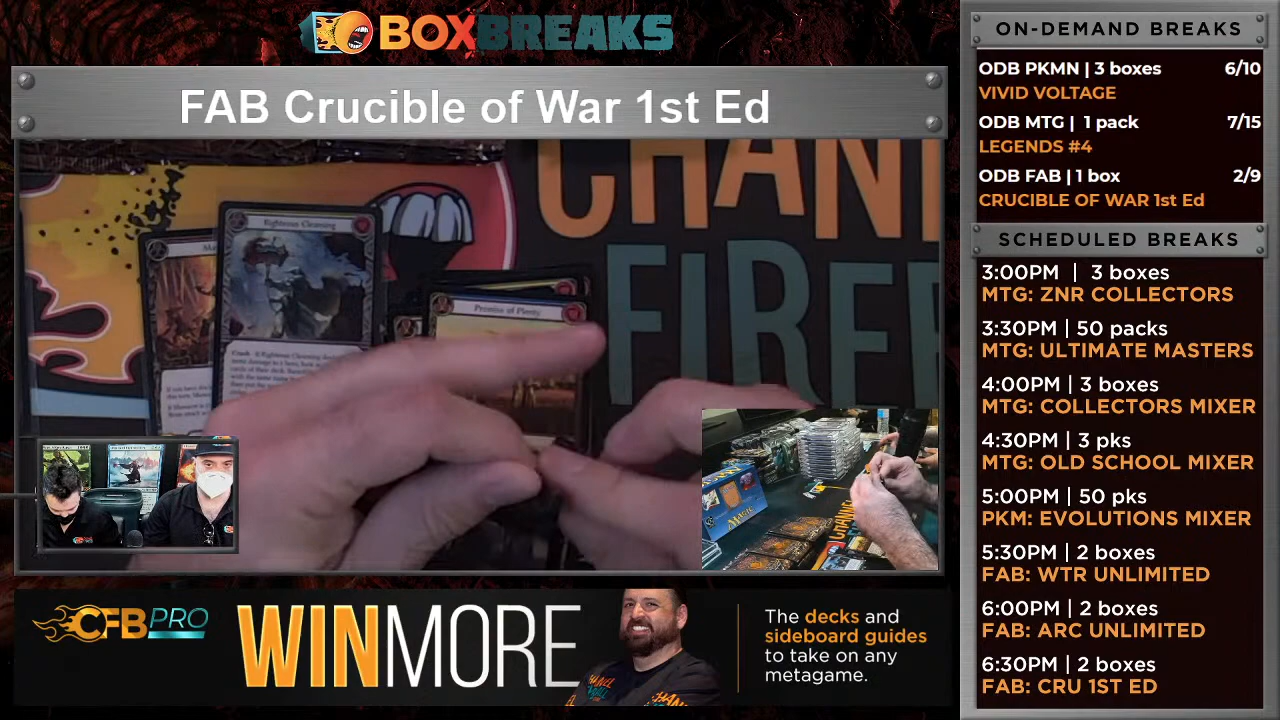 BOXBREAKS
FAB Crucible of War 1st Ed
CHANN
FIREF
Righteous Cleansing
Promise of Plenty
MAGIC
CFBPRO
WINMORE
The decks and
sideboard guides
to take on any
metagame.
ON-DEMAND BREAKS
ODB PKMN | 3 boxes 6/10
VIVID VOLTAGE
ODB MTG | 1 pack 7/15
LEGENDS #4
ODB FAB | 1 box 2/9
CRUCIBLE OF WAR 1st Ed
SCHEDULED BREAKS
3:00PM | 3 boxes
MTG: ZNR COLLECTORS
3:30PM | 50 packs
MTG: ULTIMATE MASTERS
4:00PM | 3 boxes
MTG: COLLECTORS MIXER
4:30PM | 3 pks
MTG: OLD SCHOOL MIXER
5:00PM | 50 pks
PKM: EVOLUTIONS MIXER
5:30PM | 2 boxes
FAB: WTR UNLIMITED
6:00PM | 2 boxes
FAB: ARC UNLIMITED
6:30PM | 2 boxes
FAB: CRU 1ST ED